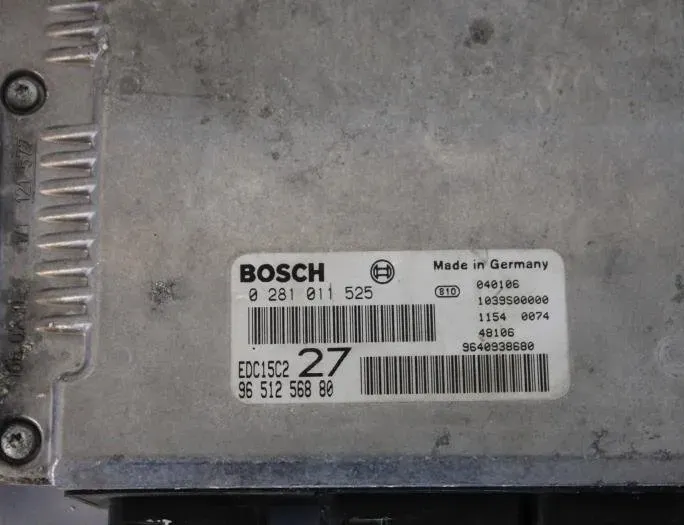 BOSCH
Made in Germany
0 281 011 525
810
040106
1039S00000
1154 0074
48106
9640938680
EDC15C2 27
96 512 568 80